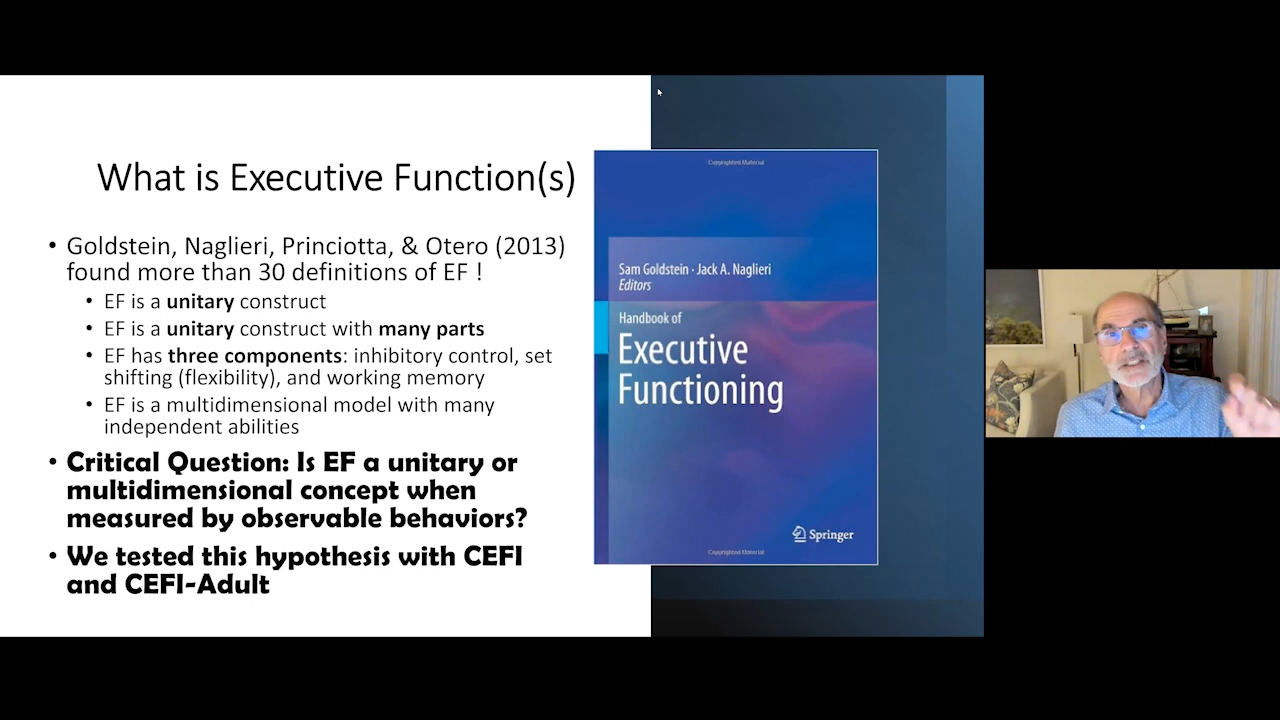 What is Executive Function(s)
• Goldstein, Naglieri, Princiotta, & Otero (2013)
found more than 30 definitions of EF !
• EF is a unitary construct
• EF is a unitary construct with many parts
• EF has three components: inhibitory control, set
shifting (flexibility), and working memory
• EF is a multidimensional model with many
independent abilities
• Critical Question: Is EF a unitary or
multidimensional concept when
measured by observable behaviors?
• We tested this hypothesis with CEFI
and CEFI-Adult
Copyrighted Material
Sam Goldstein · Jack A. Naglieri
Editors
Handbook of
Executive
Functioning
Springer
Copyrighted Material